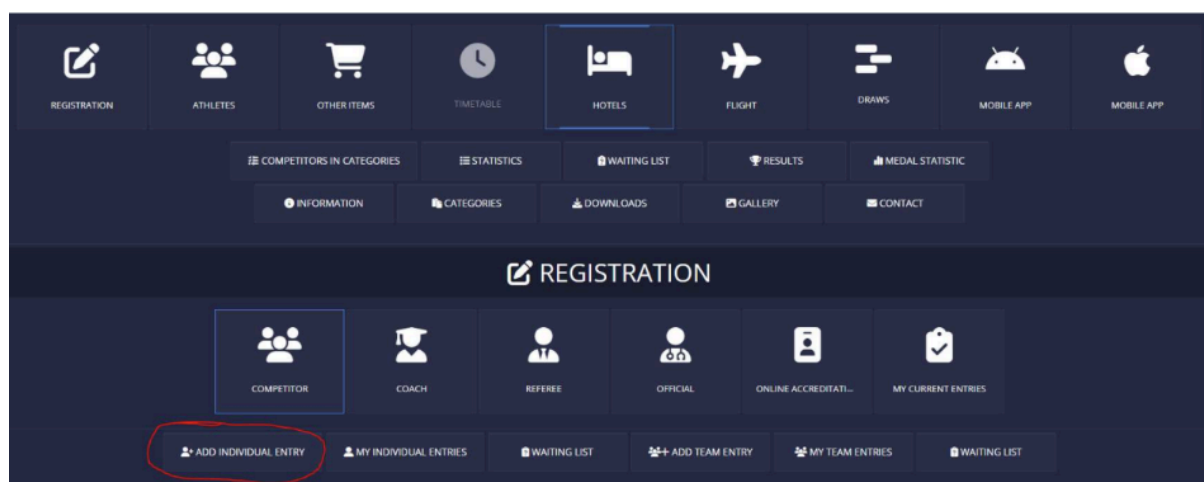 REGISTRATION ATHLETES OTHER ITEMS TIMETABLE HOTELS FLIGHT DRAWS MOBILE APP MOBILE APP
COMPETITORS IN CATEGORIES STATISTICS WAITING LIST RESULTS MEDAL STATISTIC
INFORMATION CATEGORIES DOWNLOADS GALLERY CONTACT
REGISTRATION
COMPETITOR COACH REFEREE OFFICIAL ONLINE ACCREDITATI... MY CURRENT ENTRIES
ADD INDIVIDUAL ENTRY MY INDIVIDUAL ENTRIES WAITING LIST ADD TEAM ENTRY MY TEAM ENTRIES WAITING LIST